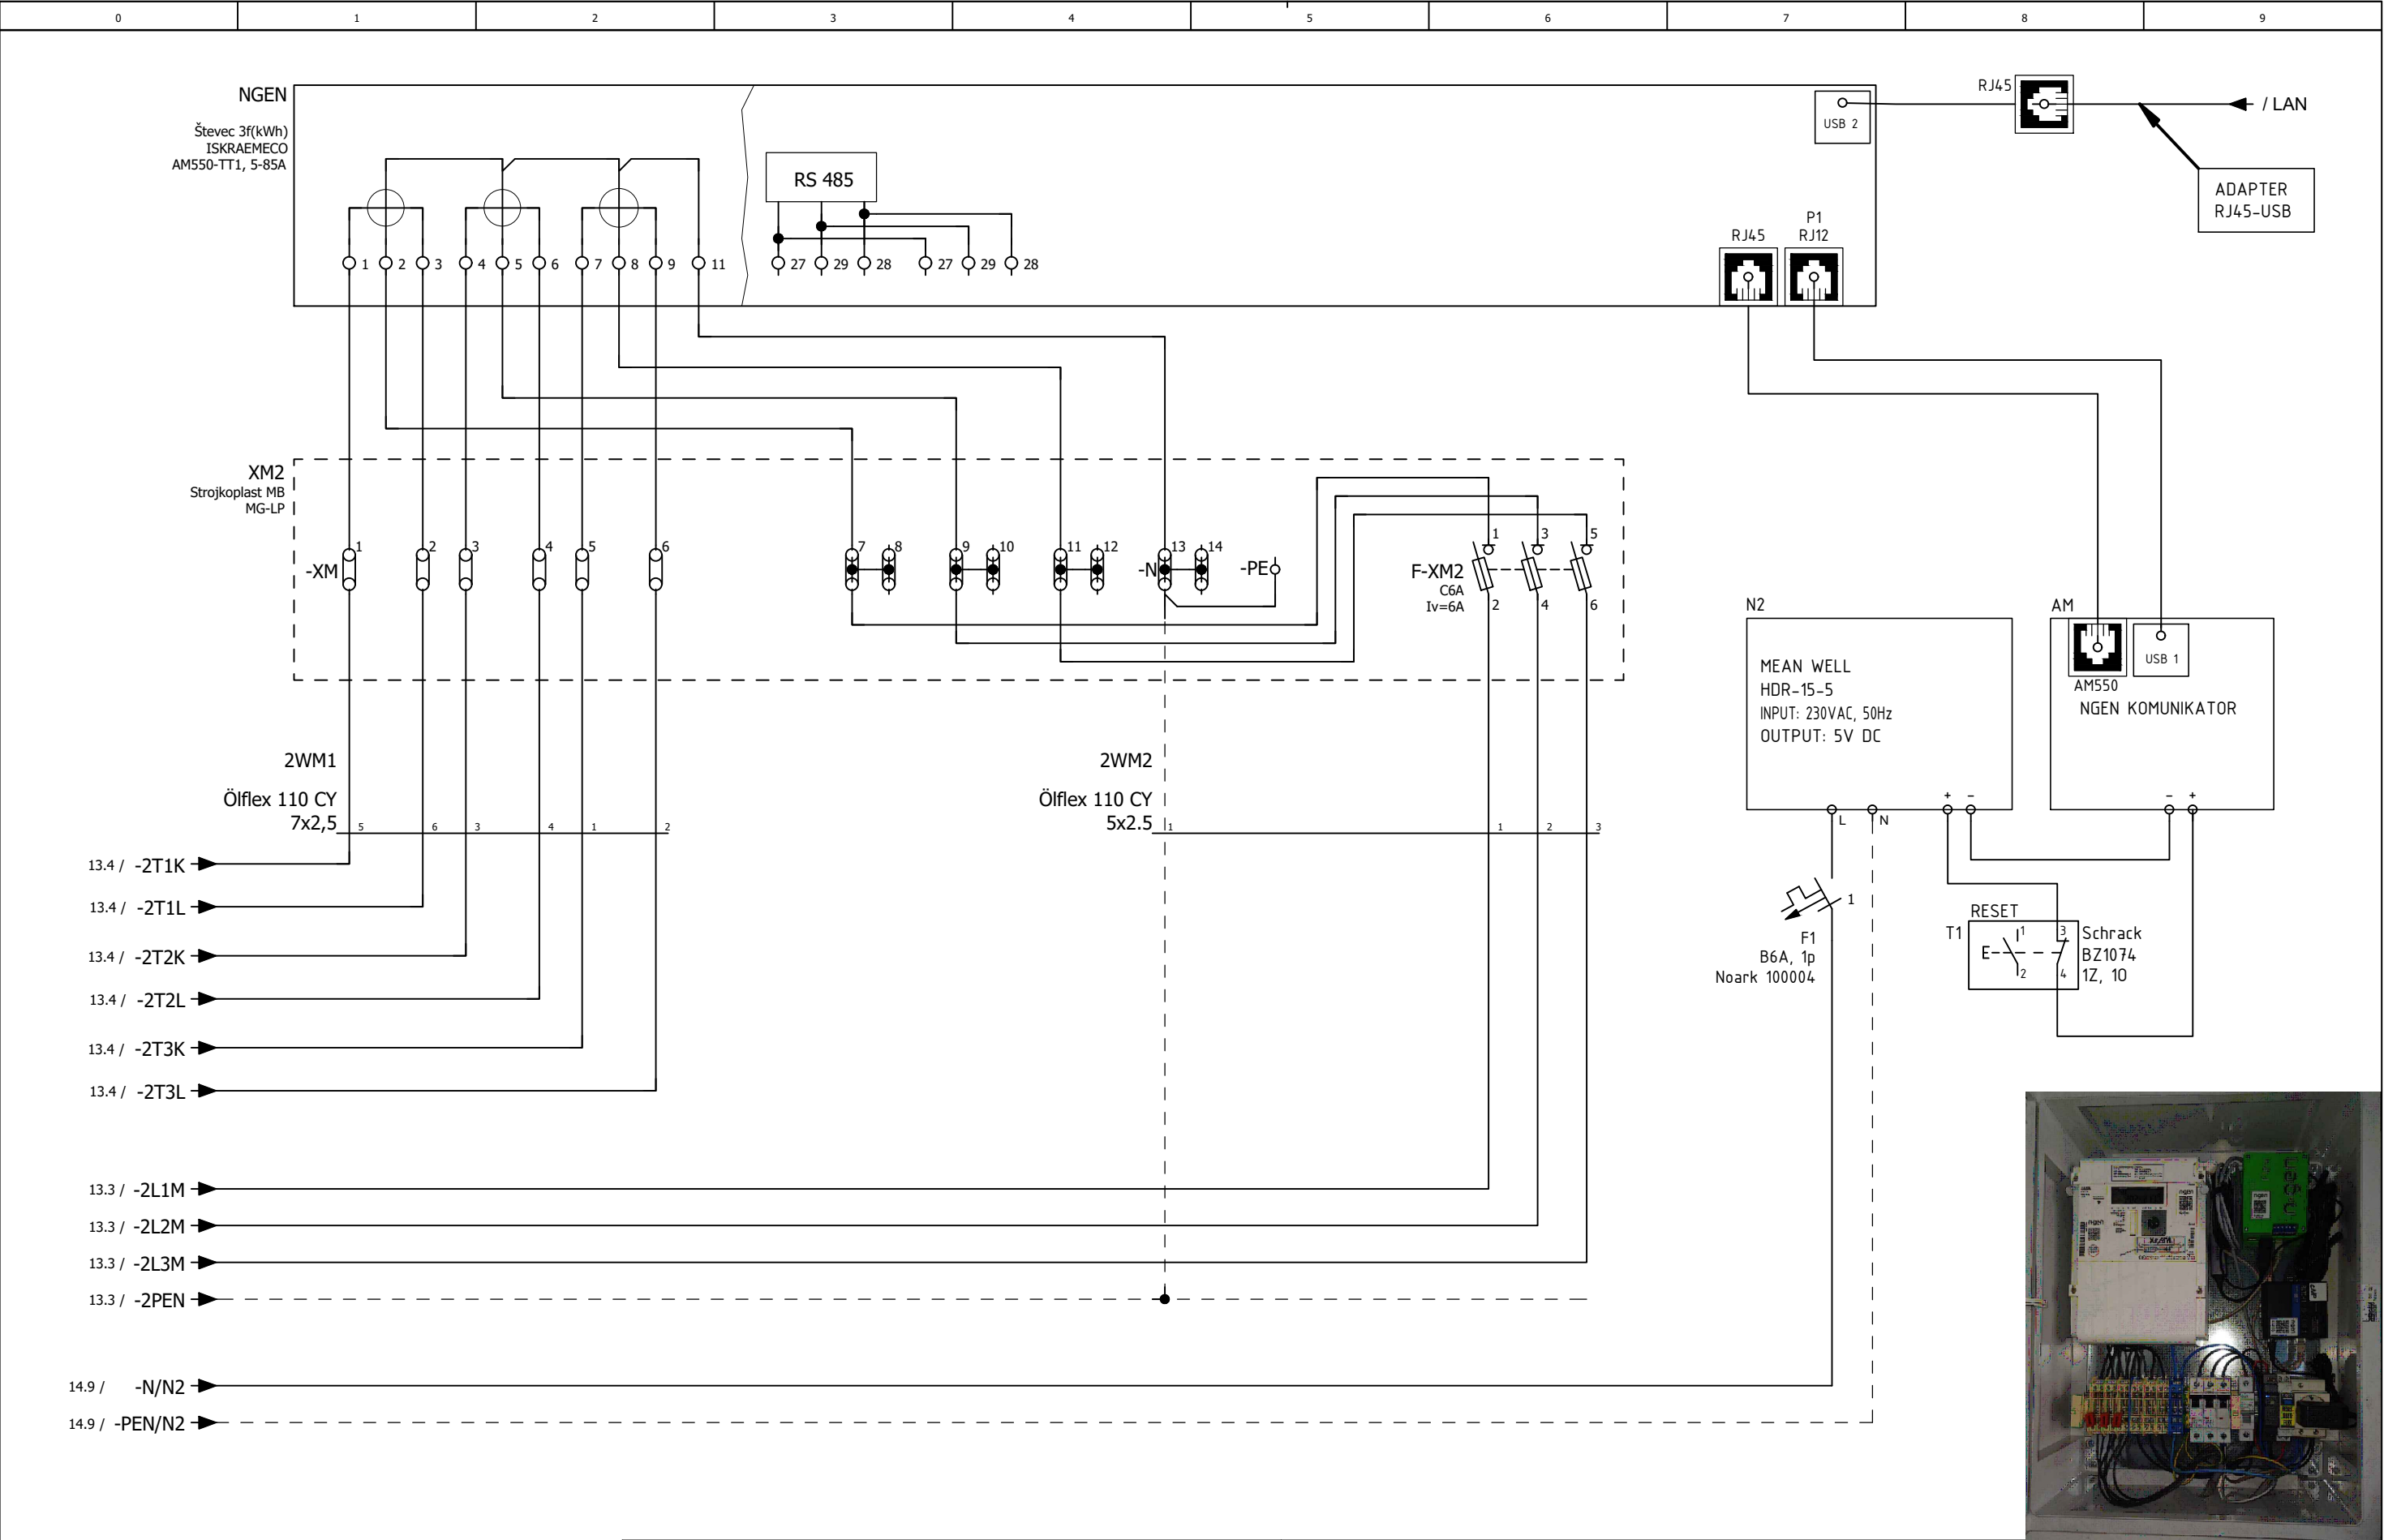 0 1 2 3 4 5 6 7 8 9
NGEN
Števec 3f(kWh)
ISKRAEMECO
AM550-TT1, 5-85A
RS 485
1 2 3 4 5 6 7 8 9 11
27 29 28 27 29 28
USB 2
RJ45
/ LAN
ADAPTER
RJ45-USB
RJ45
P1
RJ12
XM2
Strojkoplast MB
MG-LP
-XM
1 2 3 4 5 6
7 8 9 10 11 12 13 14
-N
-PE
F-XM2
C6A
Iv=6A
1 3 5
2 4 6
N2
MEAN WELL
HDR-15-5
INPUT: 230VAC, 50Hz
OUTPUT: 5V DC
+ -
L N
AM
AM550
USB 1
NGEN KOMUNIKATOR
- +
2WM1
Ölflex 110 CY
7x2,5
5 6 3 4 1 2
2WM2
Ölflex 110 CY
5x2.5
1 1 2 3
1
F1
B6A, 1p
Noark 100004
RESET
T1
E
1 2 3 4
Schrack
BZ1074
1Z, 1O
13.4 / -2T1K
13.4 / -2T1L
13.4 / -2T2K
13.4 / -2T2L
13.4 / -2T3K
13.4 / -2T3L
13.3 / -2L1M
13.3 / -2L2M
13.3 / -2L3M
13.3 / -2PEN
14.9 / -N/N2
14.9 / -PEN/N2